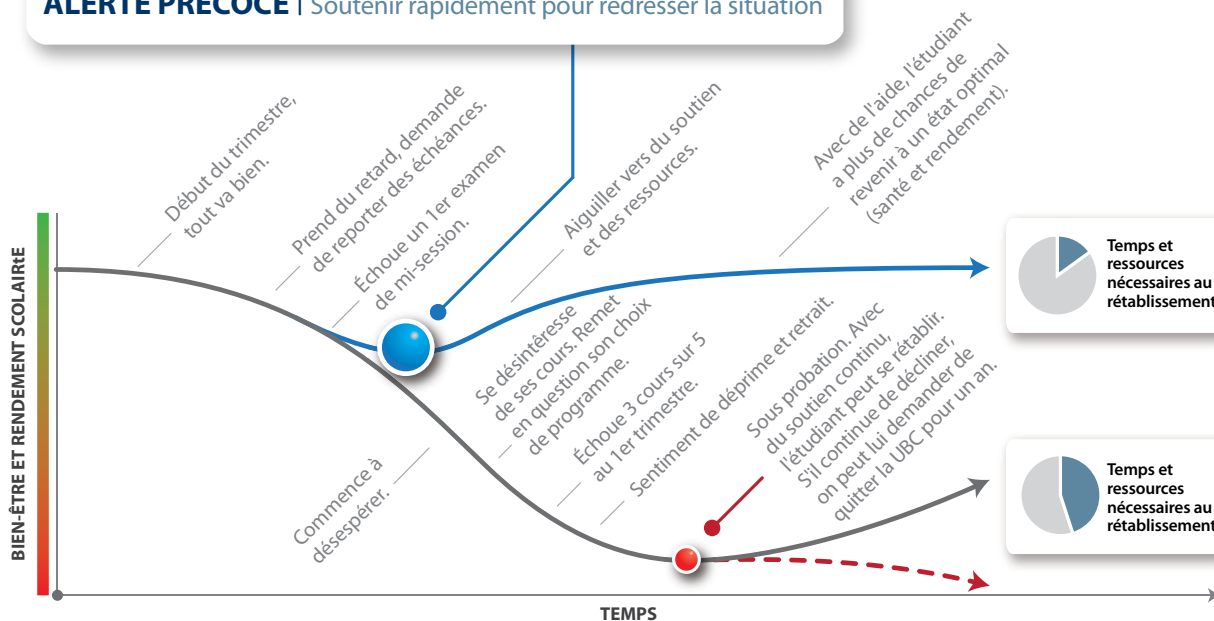 ALERTE PRÉCOCE | Soutenir rapidement pour redresser la situation
Début du trimestre,
tout va bien.
Prend du retard, demande
de reporter des échéances.
Échoue un 1er examen
de mi-session.
Aiguiller vers du soutien
et des ressources.
Avec de l'aide, l'étudiant
a plus de chances de
revenir à un état optimal
(santé et rendement).
Temps et
ressources
nécessaires au
rétablissement
Commence à
désespérer.
Se désintéresse
de ses cours. Remet
en question son choix
de programme.
Échoue 3 cours sur 5
au 1er trimestre.
Sentiment de déprime et retrait.
Sous probation. Avec
du soutien continu,
l'étudiant peut se rétablir.
S'il continue de décliner,
on peut lui demander de
quitter la UBC pour un an.
Temps et
ressources
nécessaires au
rétablissement
BIEN-ÊTRE ET RENDEMENT SCOLAIRtE
TEMPS